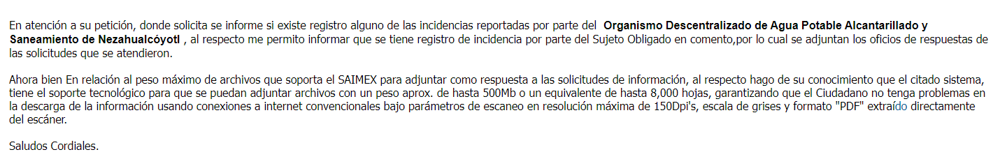 En atención a su petición, donde solicita se informe si existe registro alguno de las incidencias reportadas por parte del  Organismo Descentralizado de Agua Potable Alcantarillado y
Saneamiento de Nezahualcóyotl , al respecto me permito informar que se tiene registro de incidencia por parte del Sujeto Obligado en comento,por lo cual se adjuntan los oficios de respuestas de
las solicitudes que se atendieron.
Ahora bien En relación al peso máximo de archivos que soporta el SAIMEX para adjuntar como respuesta a las solicitudes de información, al respecto hago de su conocimiento que el citado sistema,
tiene el soporte tecnológico para que se puedan adjuntar archivos con un peso aprox. de hasta 500Mb o un equivalente de hasta 8,000 hojas, garantizando que el Ciudadano no tenga problemas en
la descarga de la información usando conexiones a internet convencionales bajo parámetros de escaneo en resolución máxima de 150Dpi's, escala de grises y formato "PDF" extraído directamente
del escáner.
Saludos Cordiales.